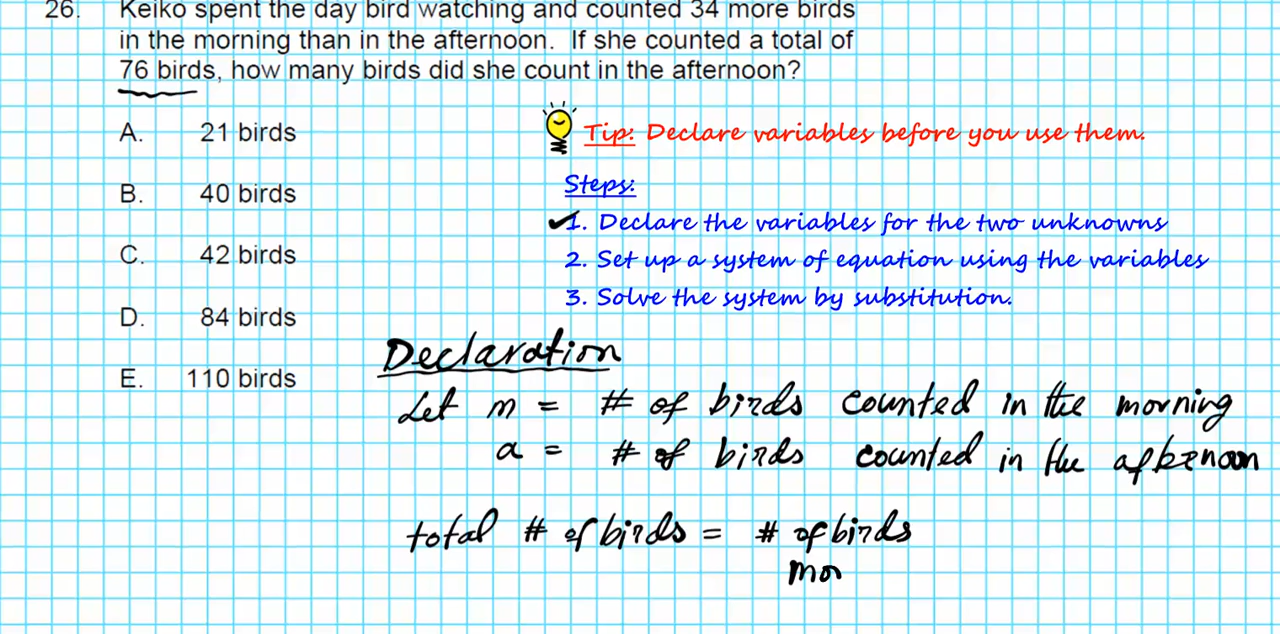 26. Keiko spent the day bird watching and counted 34 more birds
in the morning than in the afternoon. If she counted a total of
76 birds, how many birds did she count in the afternoon?
A. 21 birds
B. 40 birds
C. 42 birds
D. 84 birds
E. 110 birds
Tip: Declare variables before you use them.
Steps:
1. Declare the variables for the two unknowns
2. Set up a system of equation using the variables
3. Solve the system by substitution.
Declaration
Let m = # of birds counted in the morning
a = # of birds counted in the afternoon
total # of birds = # of birds
mor